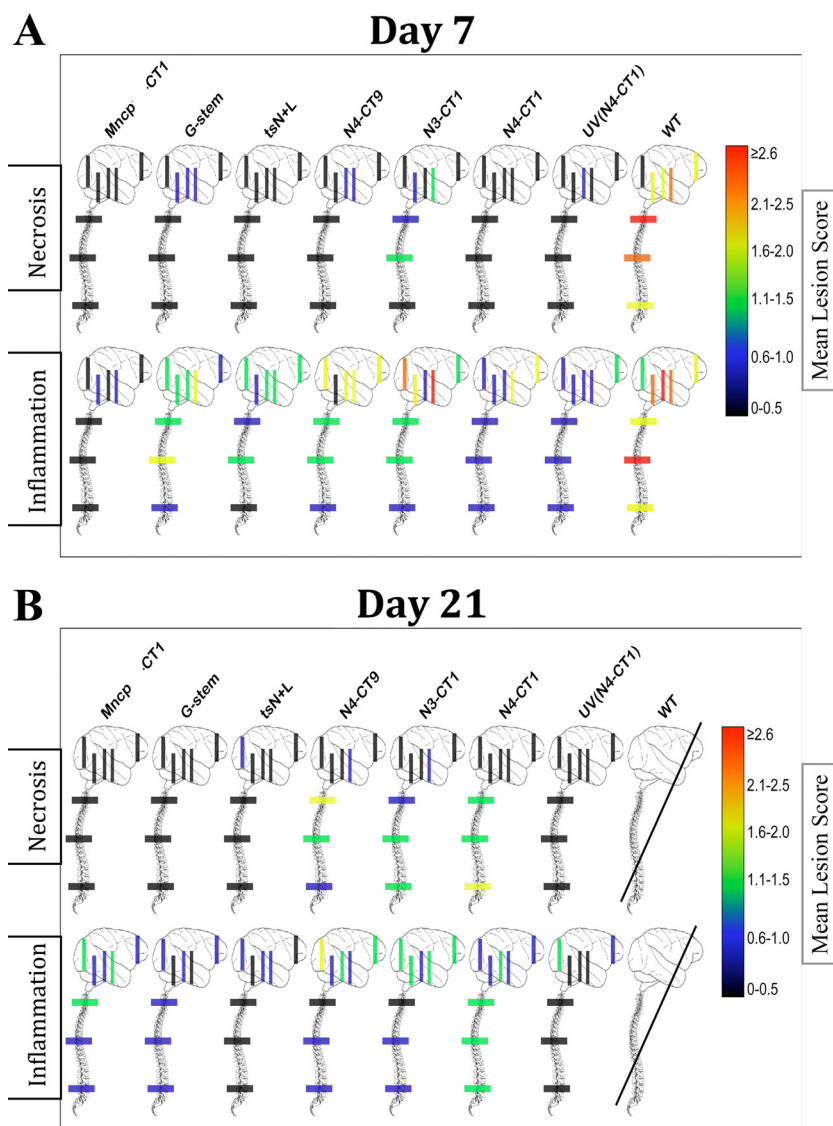 A
Day 7
Mncp -CT1
G-stem
tsN+L
N4-CT9
N3-CT1
N4-CT1
UV(N4-CT1)
WT
Necrosis
Inflammation
≥2.6
2.1-2.5
1.6-2.0
1.1-1.5
0.6-1.0
0-0.5
Mean Lesion Score
B
Day 21
Mncp -CT1
G-stem
tsN+L
N4-CT9
N3-CT1
N4-CT1
UV(N4-CT1)
WT
Necrosis
Inflammation
≥2.6
2.1-2.5
1.6-2.0
1.1-1.5
0.6-1.0
0-0.5
Mean Lesion Score